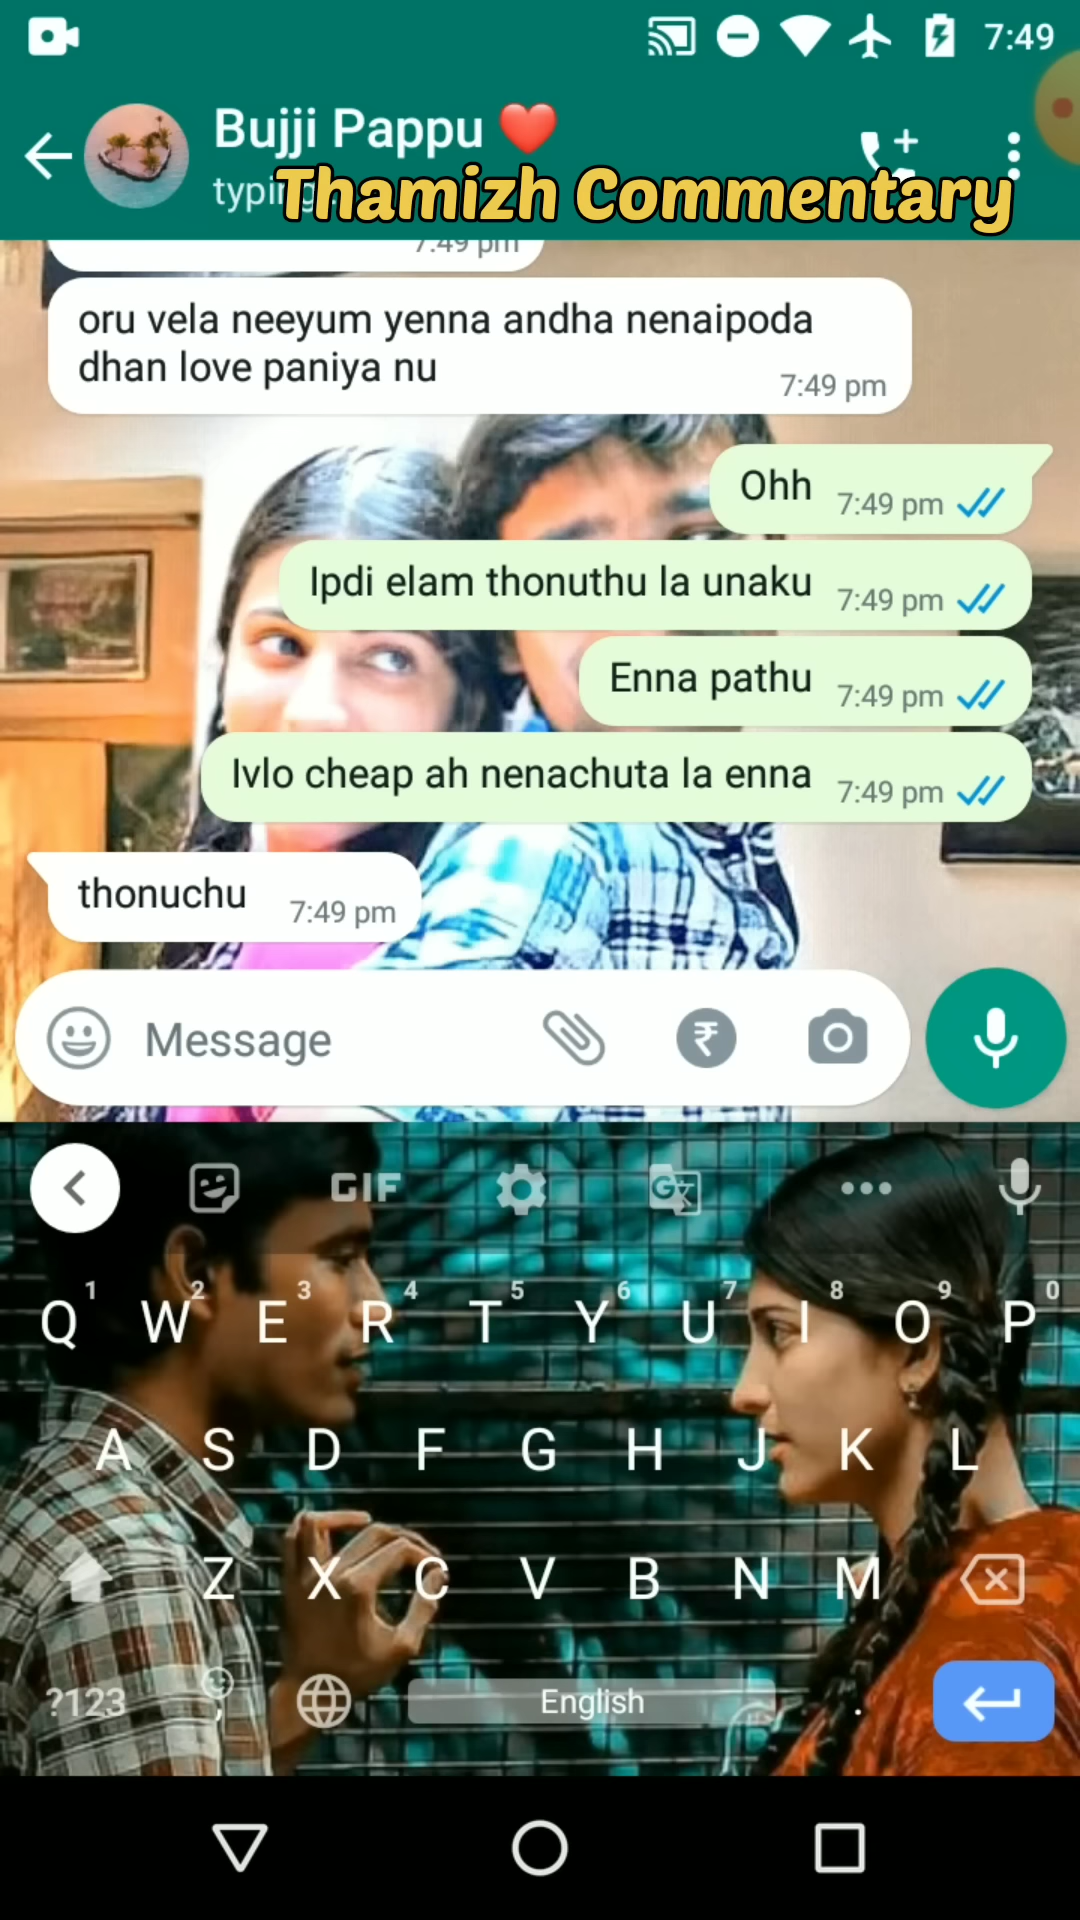 7:49
Bujji Pappu ❤️
Thamizh Commentary
7:49 pm
oru vela neeyum yenna andha nenaipoda
dhan love paniya nu
7:49 pm
Ohh 7:49 pm
Ipdi elam thonuthu la unaku 7:49 pm
Enna pathu 7:49 pm
Ivlo cheap ah nenachuta la enna 7:49 pm
thonuchu 7:49 pm
Message
GIF
1 2 3 4 5 6 7 8 9 0
Q W E R T Y U I O P
A S D F G H J K L
Z X C V B N M
?123 , English .